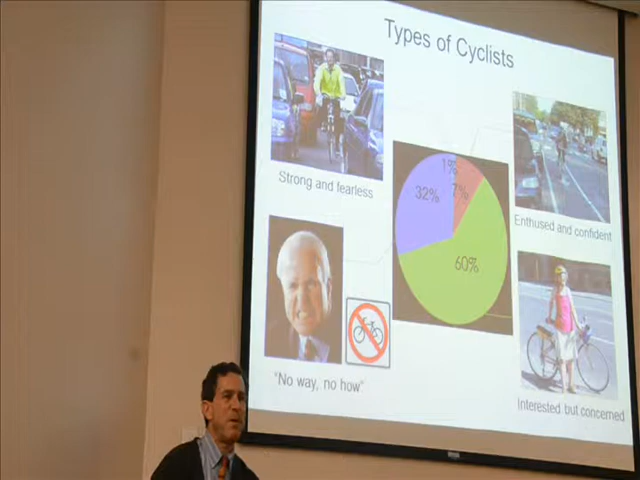 Types of Cyclists
Strong and fearless
1%
7%
32%
60%
Enthused and confident
"No way, no how"
Interested but concerned